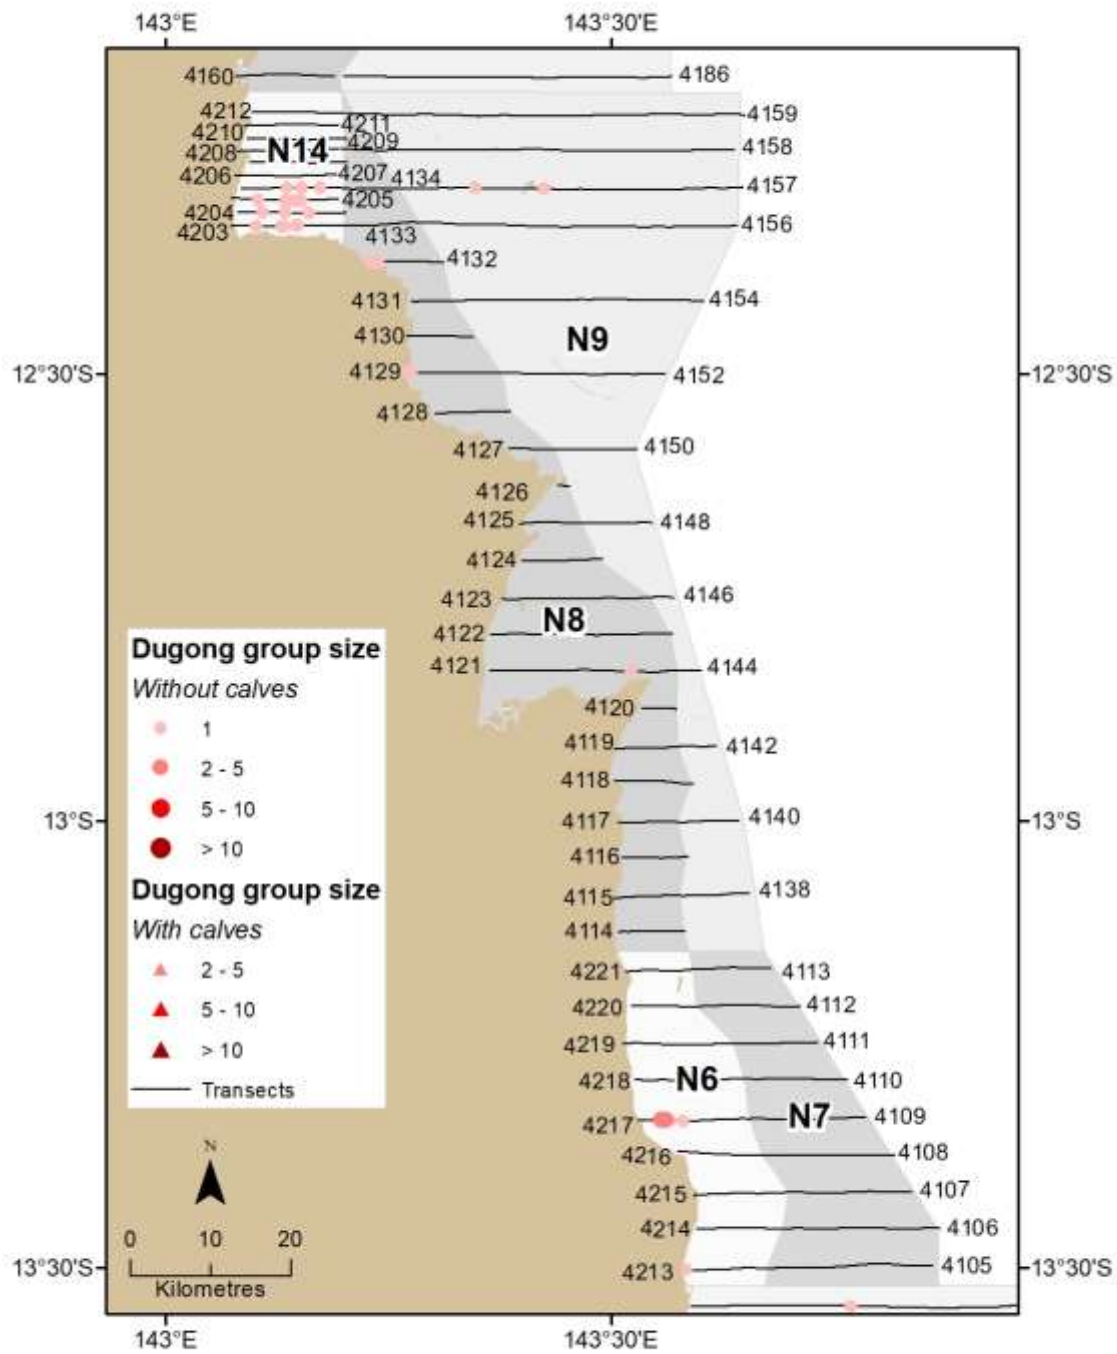 143°E 143°30'E
4160 4186
4212 4159
4211
4210 4209
N14 4158
4208
4206 4207 4134 4157
4205
4204 4156
4203 4133
4132
4131 4154
N9
4130
12°30'S 4129 4152 12°30'S
4128
4127 4150
4126
4125 4148
4124
4123 4146
N8
4122
4121 4144
4120
4119 4142
4118
13°S 4117 4140 13°S
4116
4115 4138
4114
4221 4113
4220 4112
4219 4111
4218 N6 4110
N7 4109
4217
4216 4108
4215 4107
4214 4106
13°30'S 4213 4105 13°30'S
Dugong group size
Without calves
1
2 - 5
5 - 10
> 10
Dugong group size
With calves
2 - 5
5 - 10
> 10
Transects
N
0 10 20
Kilometres
143°E 143°30'E